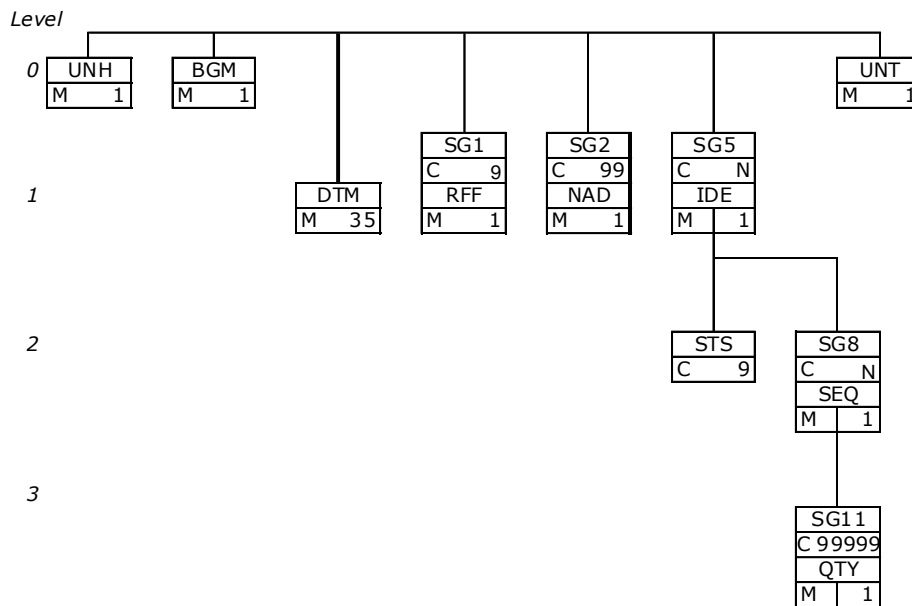 Level
0 UNH BGM UNT
M 1 M 1 M 1
SG1 SG2 SG5
C 9 C 99 C N
1 DTM RFF NAD IDE
M 35 M 1 M 1 M 1
2 STS SG8
C 9 C N
SEQ
M 1
3
SG11
C 99999
QTY
M 1